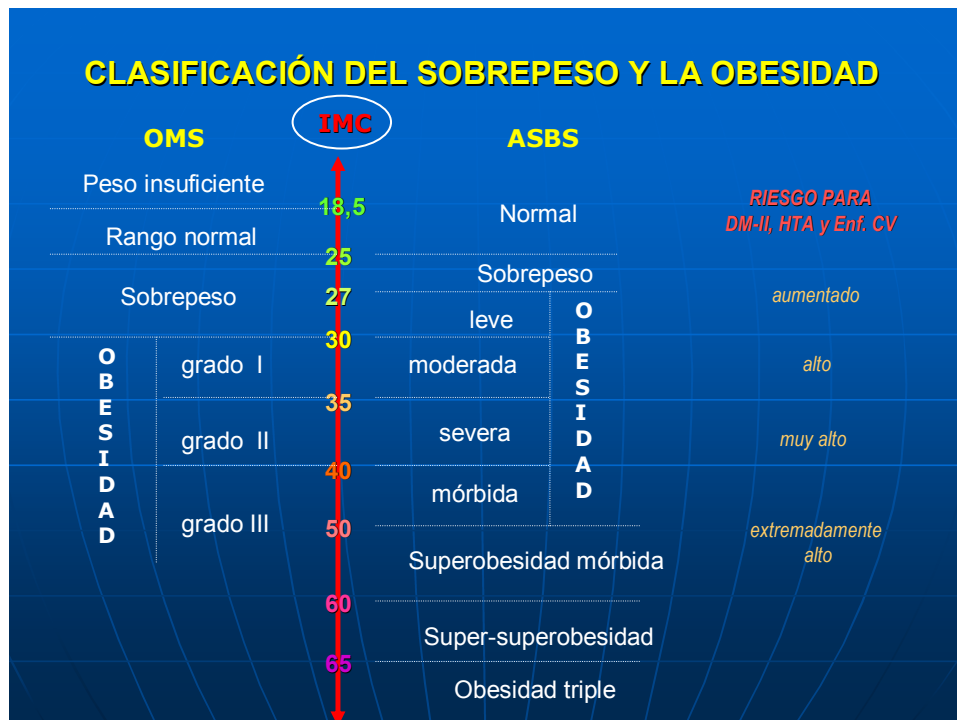 CLASIFICACIÓN DEL SOBREPESO Y LA OBESIDAD
OMS
IMC
ASBS
Peso insuficiente
18,5
Normal
RIESGO PARA
DM-II, HTA y Enf. CV
Rango normal
25
Sobrepeso
Sobrepeso
27
aumentado
leve
30
OBESIDAD
OBESIDAD
grado I
moderada
alto
35
grado II
severa
muy alto
40
mórbida
grado III
50
extremadamente
alto
Superobesidad mórbida
60
Super-superobesidad
65
Obesidad triple